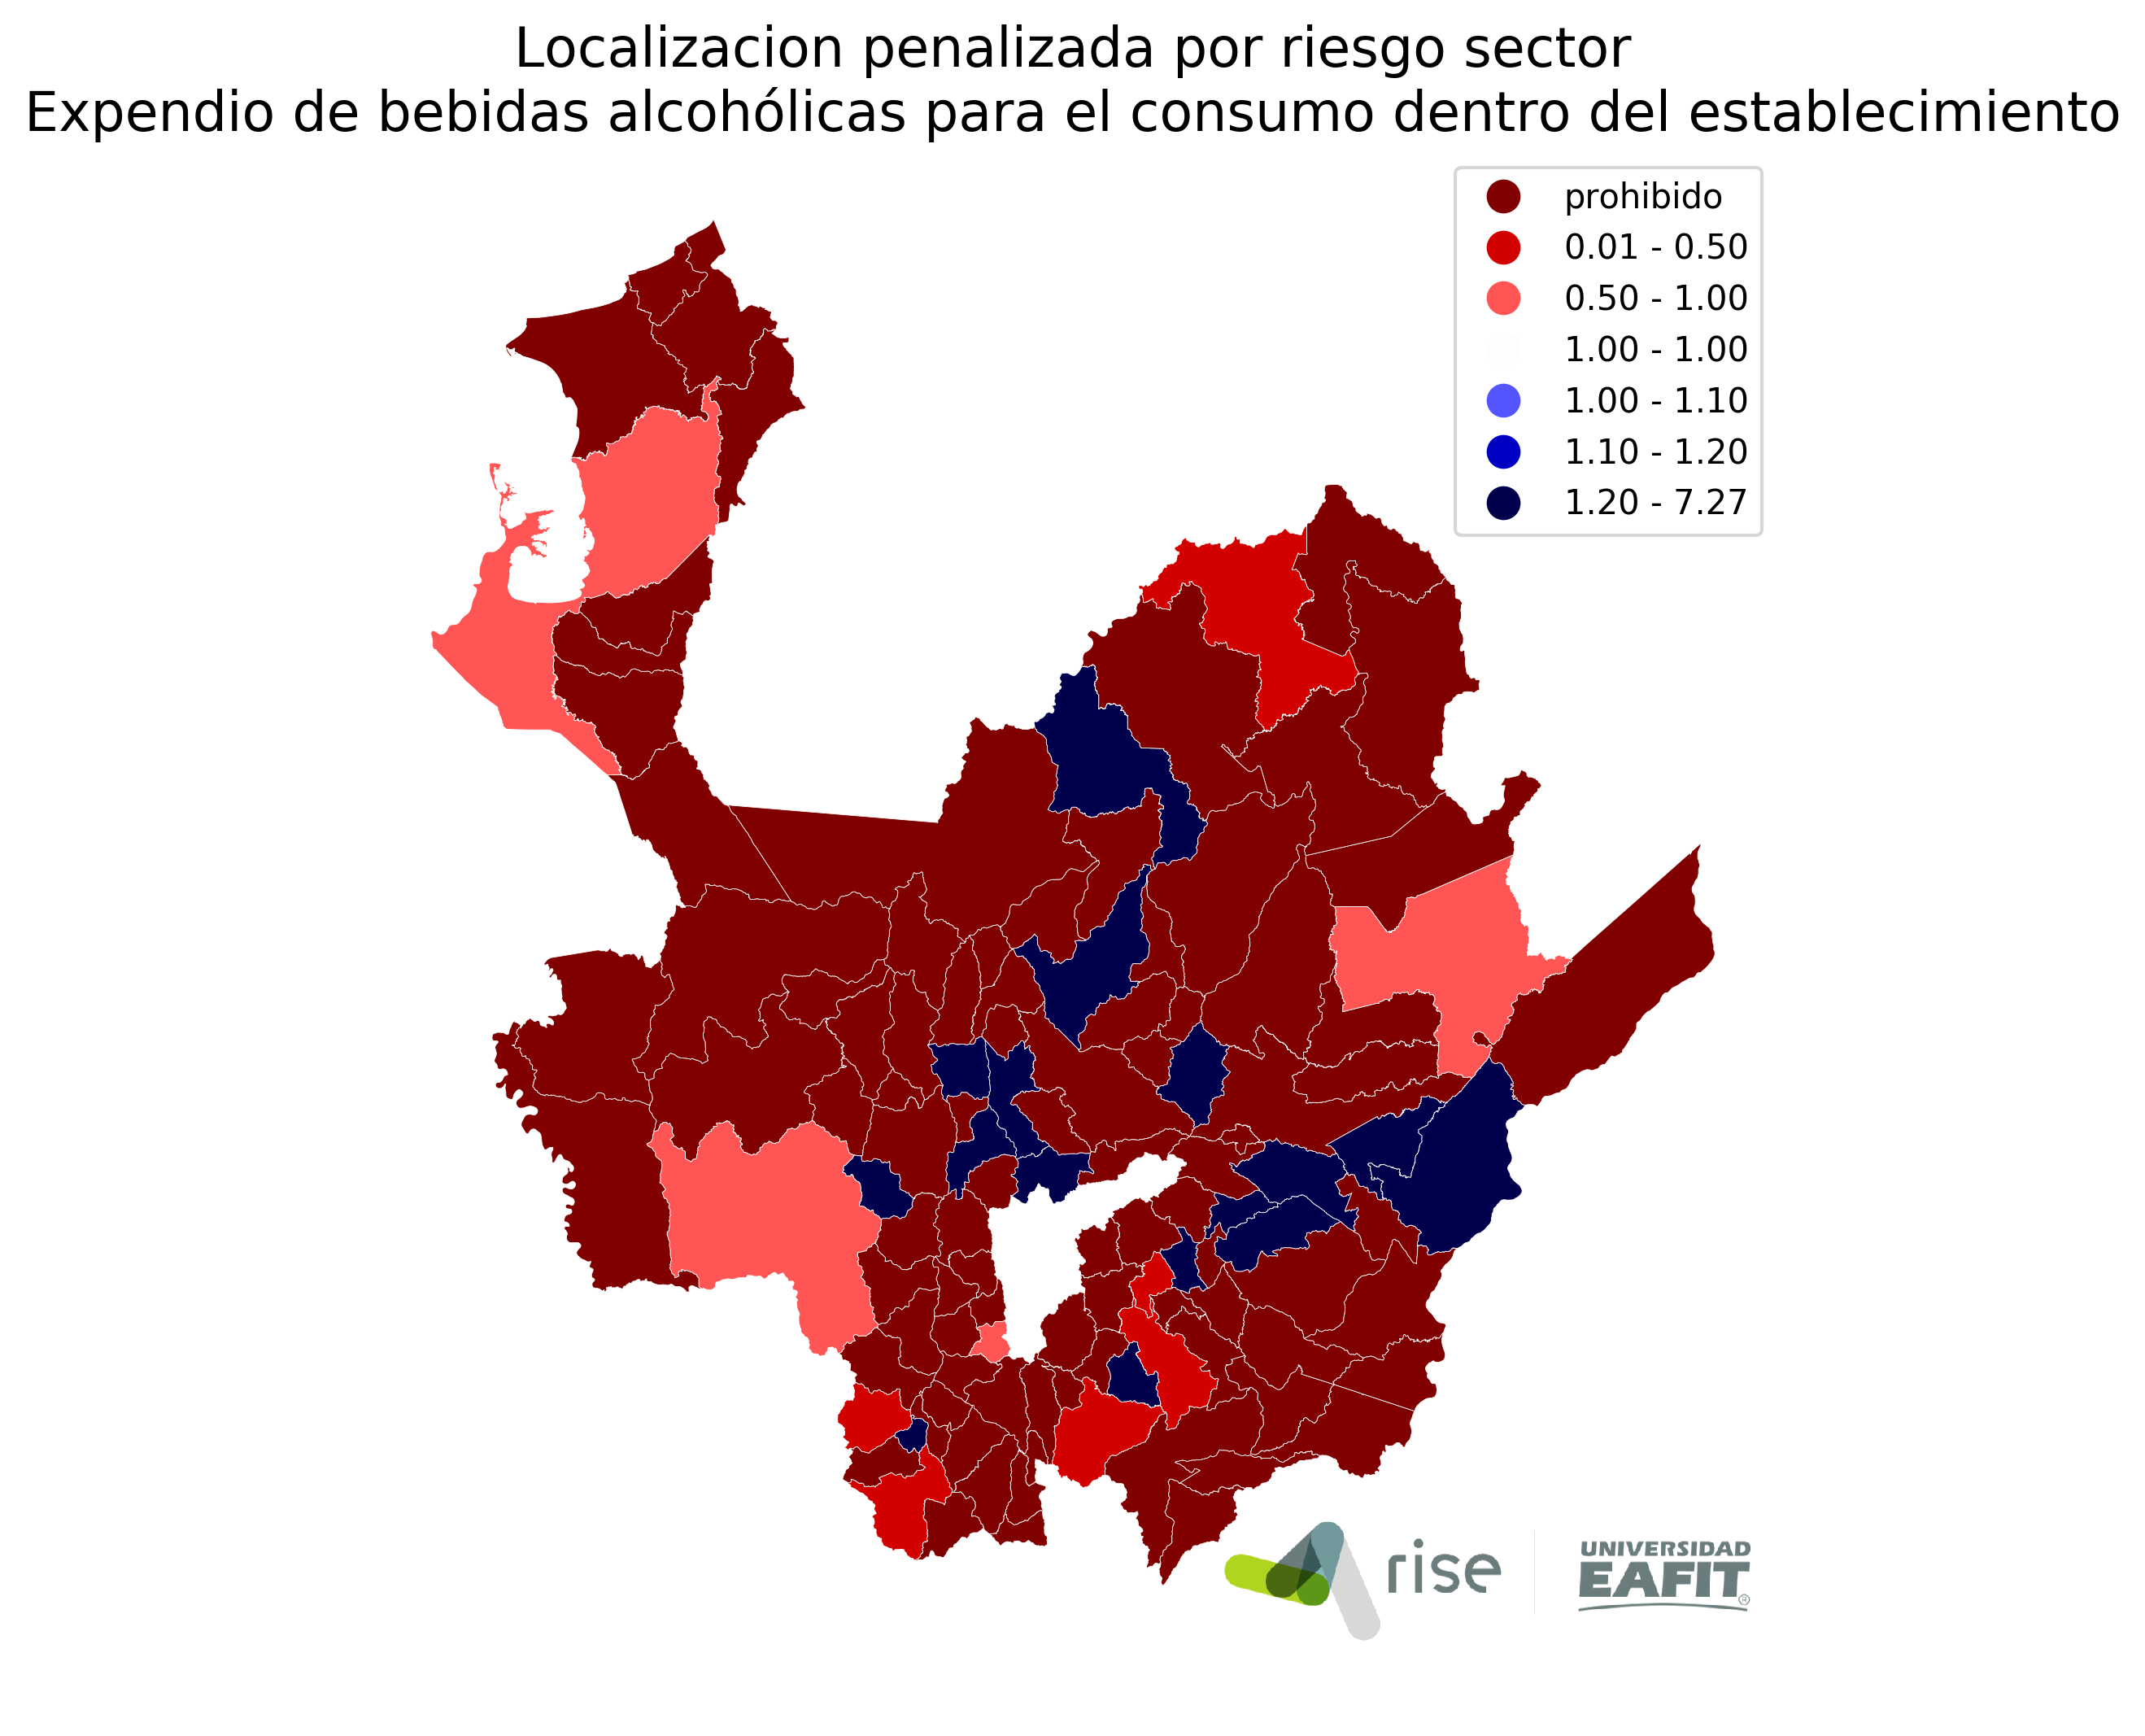 Localizacion penalizada por riesgo sector
Expendio de bebidas alcohólicas para el consumo dentro del establecimiento
prohibido
0.01 - 0.50
0.50 - 1.00
1.00 - 1.00
1.00 - 1.10
1.10 - 1.20
1.20 - 7.27
rise
UNIVERSIDAD
EAFIT®